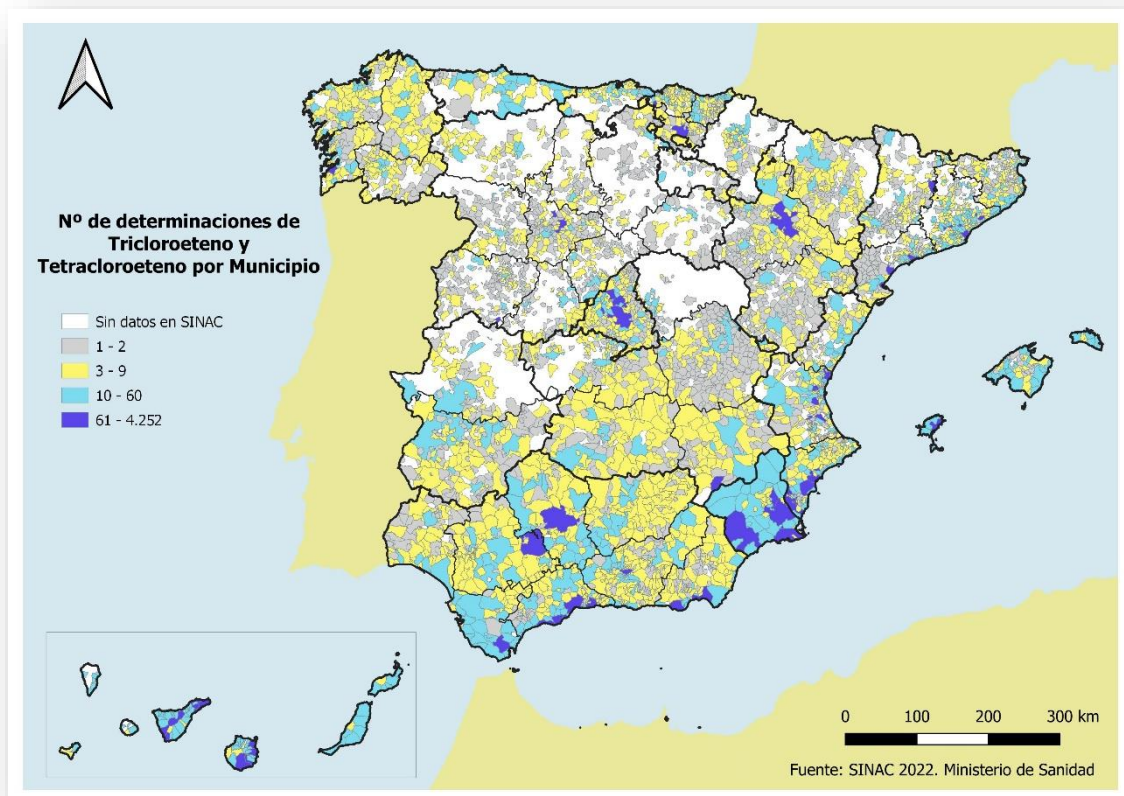 Nº de determinaciones de
Tricloroeteno y
Tetracloroeteno por Municipio
Sin datos en SINAC
1 - 2
3 - 9
10 - 60
61 - 4.252
0 100 200 300 km
Fuente: SINAC 2022. Ministerio de Sanidad